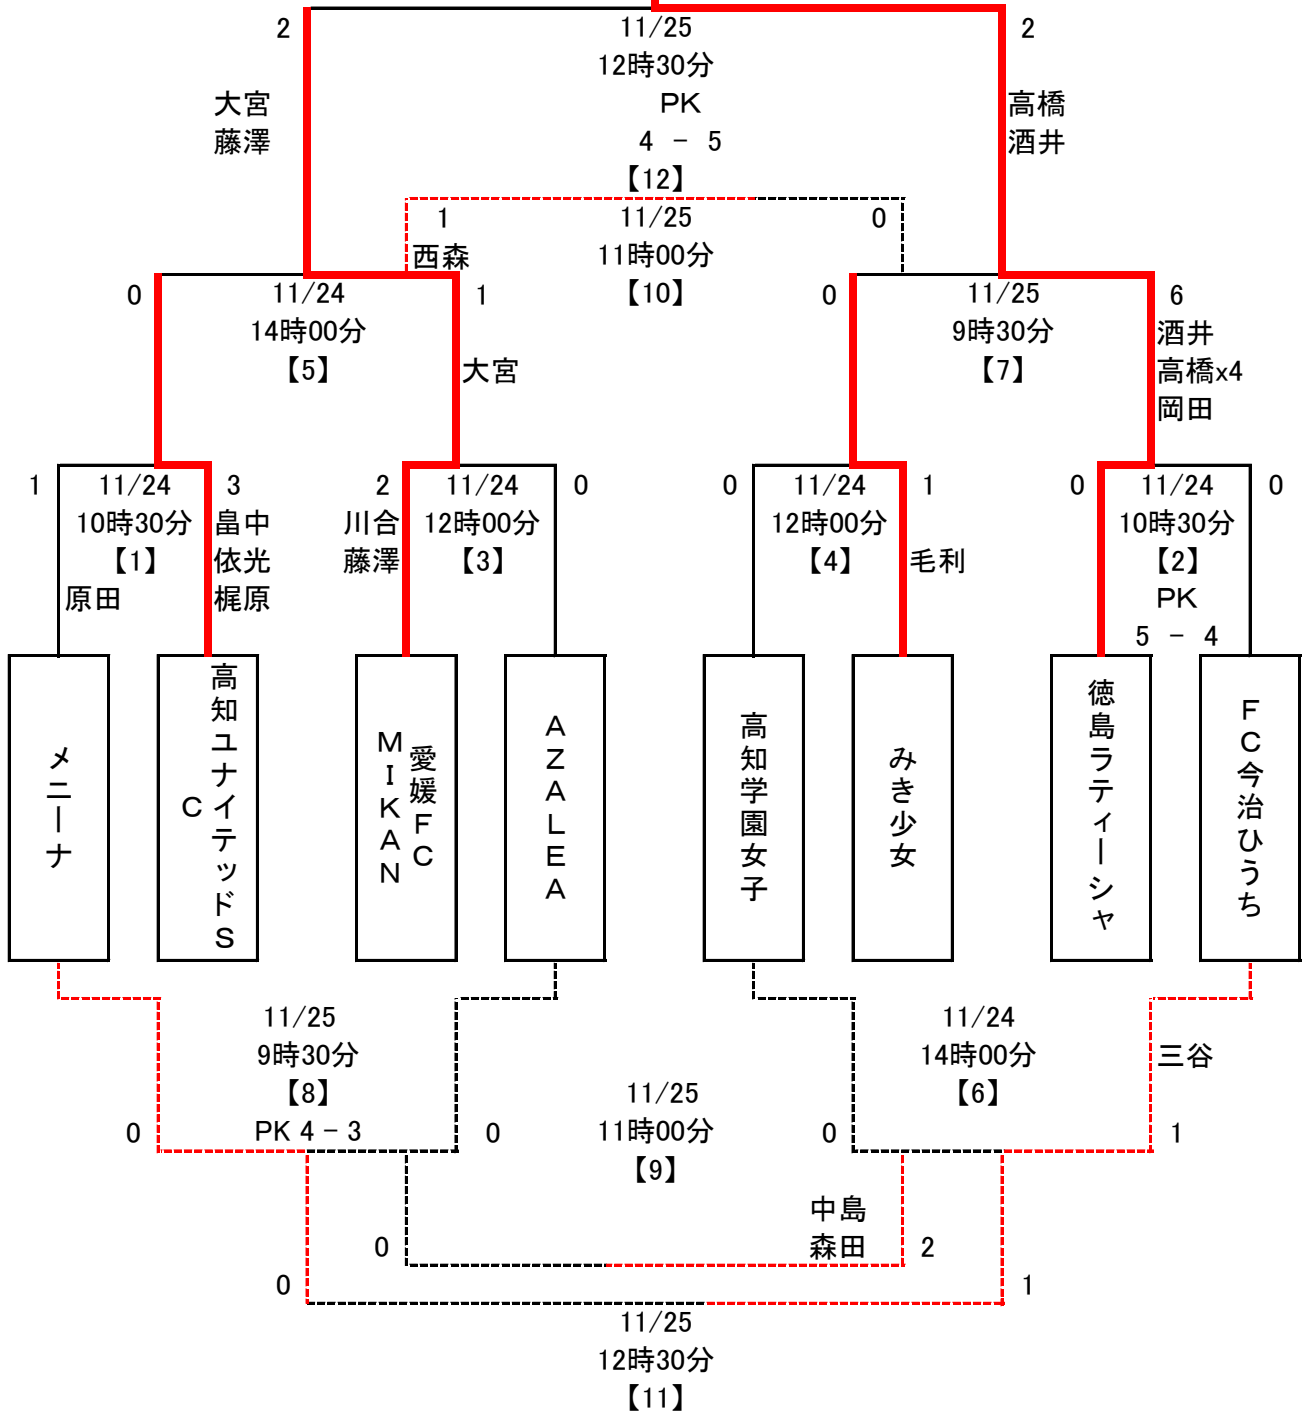 2
11/25
2
12時30分
大宮
PK
高橋
藤澤
4 － 5
酒井
【12】
1
11/25
0
西森
11時00分
【10】
0
11/24
1
0
11/25
6
14時00分
9時30分
酒井
【5】
大宮
【7】
高橋x4
岡田
1
11/24
3
2
11/24
0
0
11/24
1
0
11/24
0
10時30分
畠中
川合
12時00分
12時00分
10時30分
【1】
依光
藤澤
【3】
【4】
毛利
【2】
原田
梶原
PK
5 － 4
メニーナ
高知ユナイテッドS
C
愛媛FC
MIKAN
AZALEA
高知学園女子
みき少女
徳島ラティーシャ
FC今治ひうち
11/25
11/24
9時30分
14時00分
三谷
【8】
11/25
【6】
0
PK 4 － 3
0
11時00分
0
1
【9】
中島
0
森田
2
0
1
11/25
12時30分
【11】